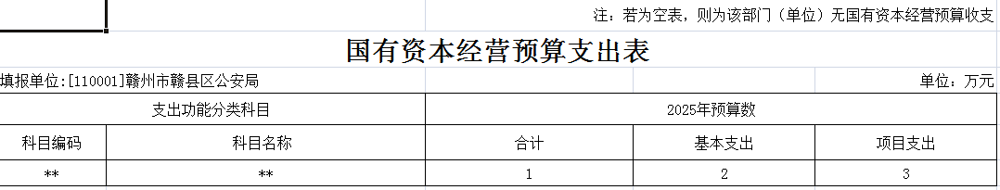 注：若为空表，则为该部门（单位）无国有资本经营预算收支
国有资本经营预算支出表
填报单位:[110001]赣州市赣县区公安局 单位：万元
支出功能分类科目 2025年预算数
科目编码 科目名称 合计 基本支出 项目支出
** ** 1 2 3